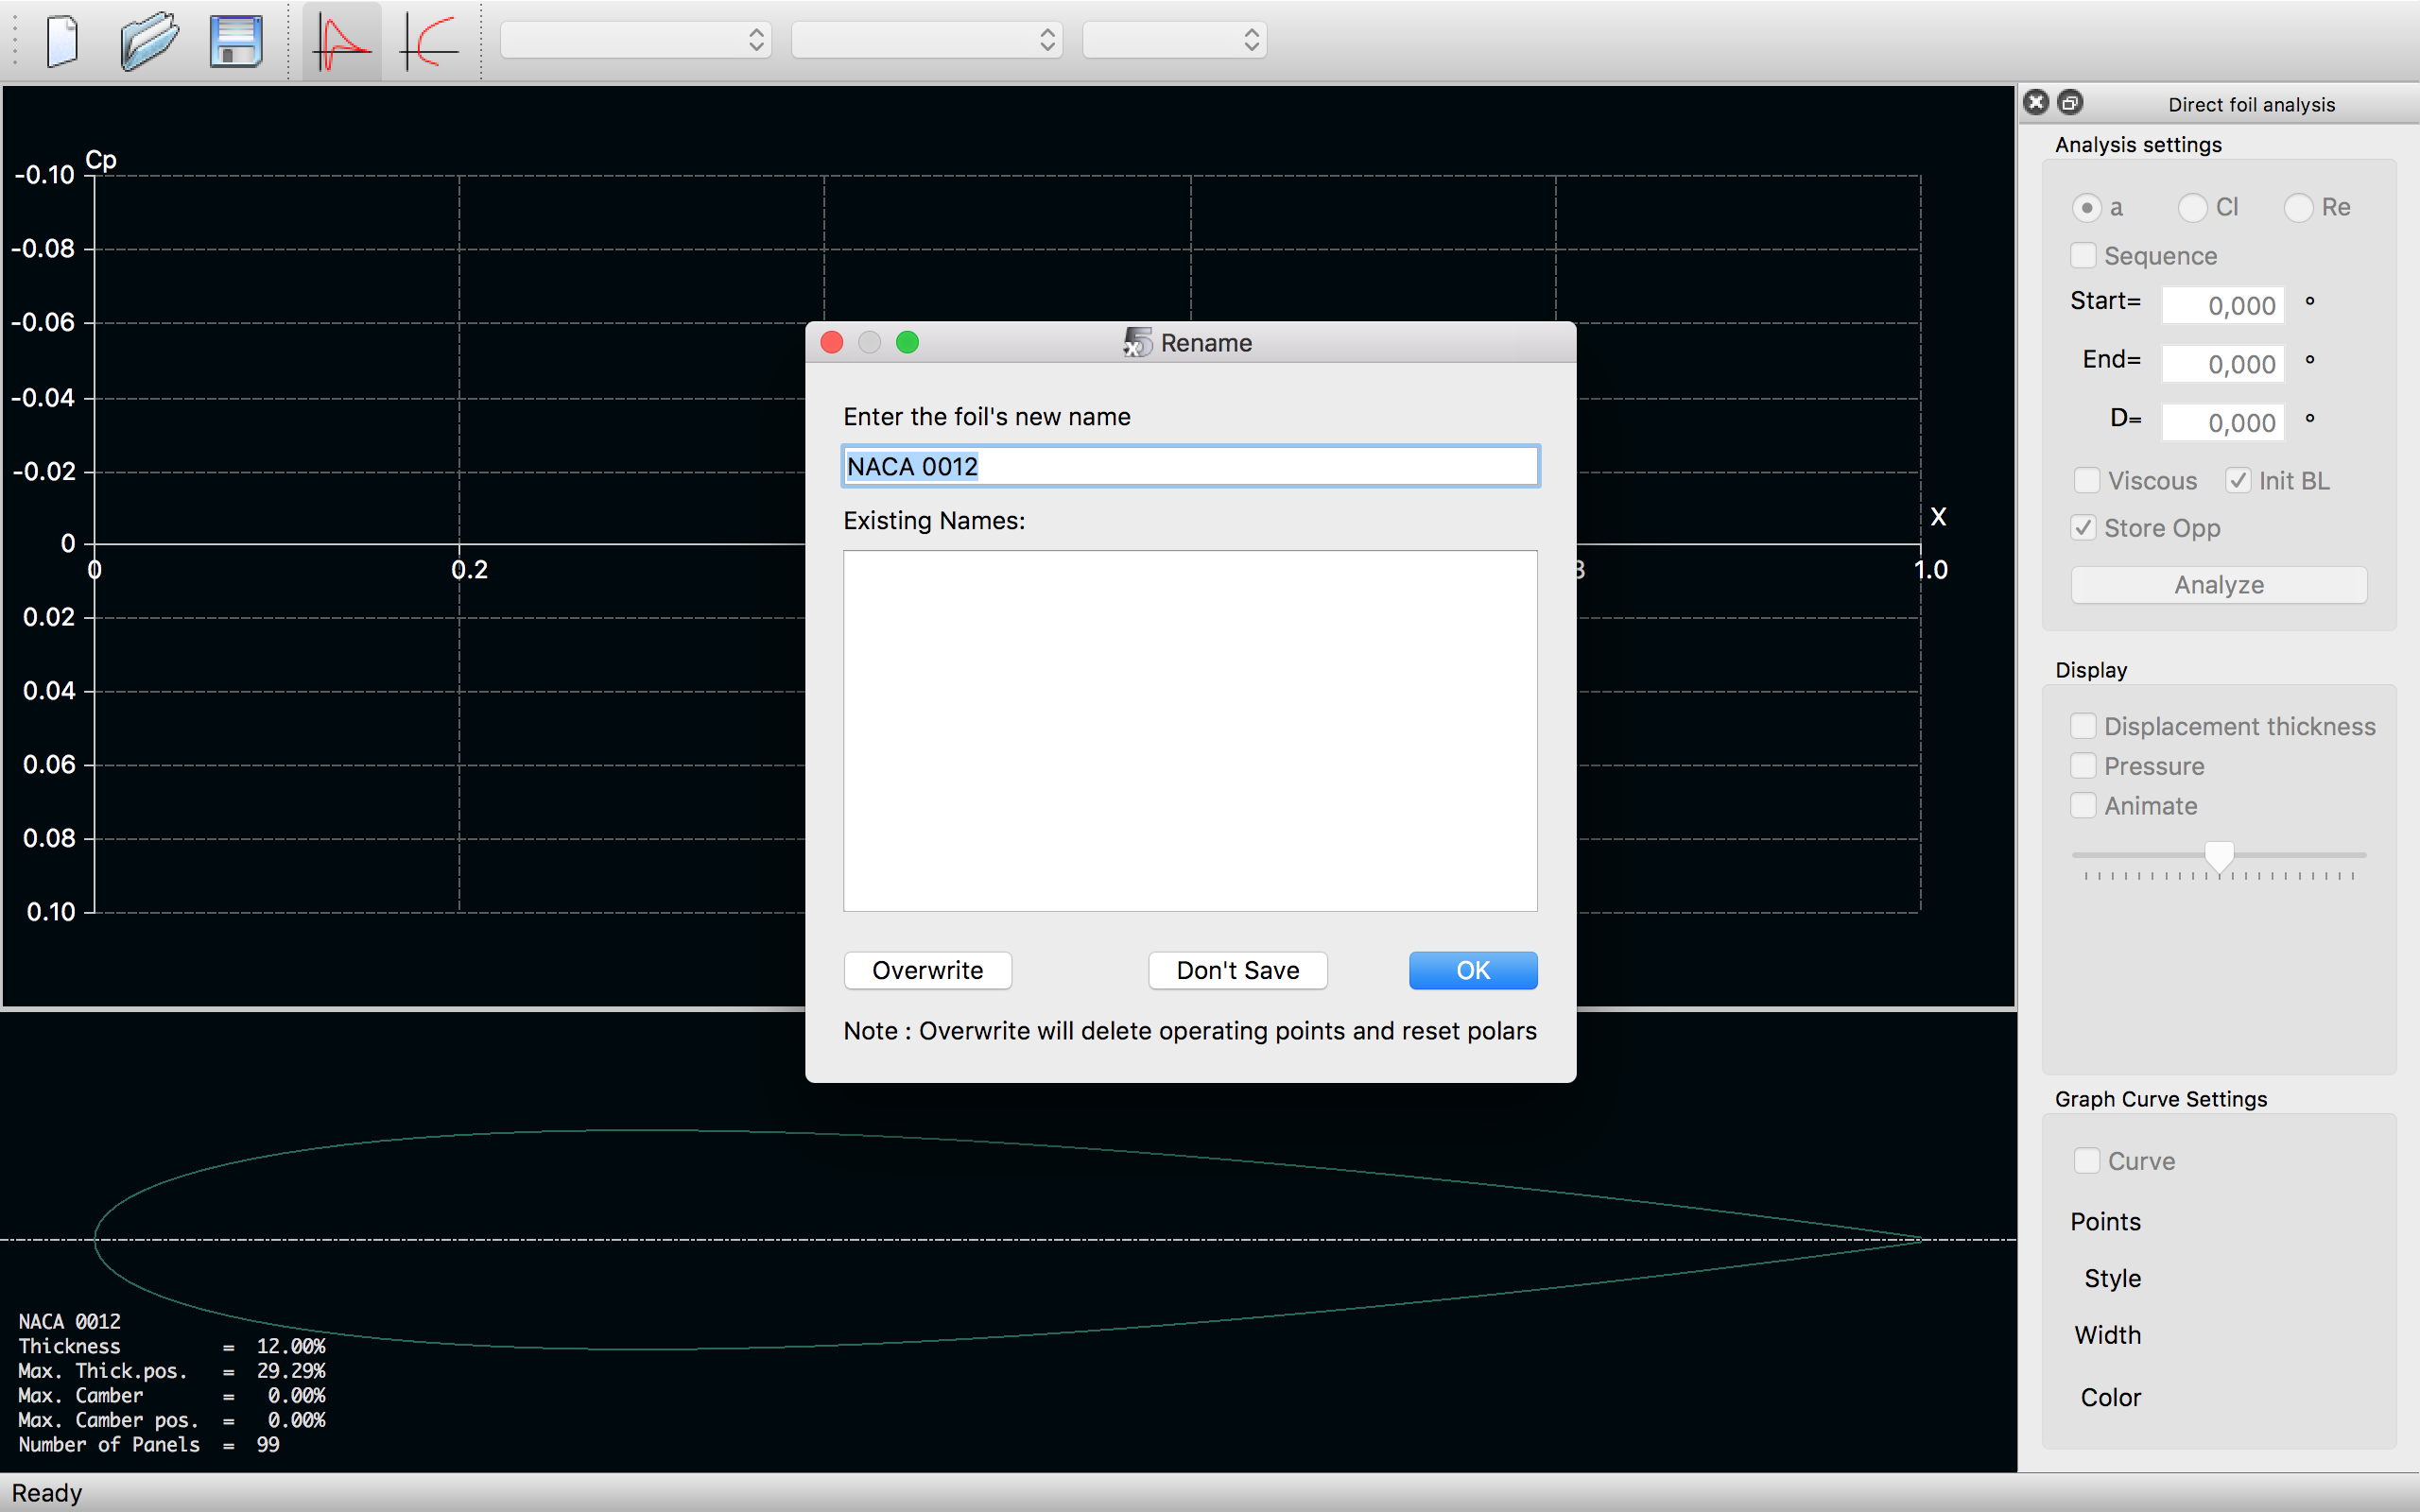 Direct foil analysis
Analysis settings
a Cl Re
Sequence
Start= 0,000 °
End= 0,000 °
D= 0,000 °
Viscous Init BL
Store Opp
Analyze
Display
Displacement thickness
Pressure
Animate
Graph Curve Settings
Curve
Points
Style
Width
Color
Cp
-0.10
-0.08
-0.06
-0.04
-0.02
0
0.02
0.04
0.06
0.08
0.10
0 0.2 1.0
X
Rename
Enter the foil's new name
NACA 0012
Existing Names:
Overwrite Don't Save OK
Note : Overwrite will delete operating points and reset polars
NACA 0012
Thickness = 12.00%
Max. Thick.pos. = 29.29%
Max. Camber = 0.00%
Max. Camber pos. = 0.00%
Number of Panels = 99
Ready